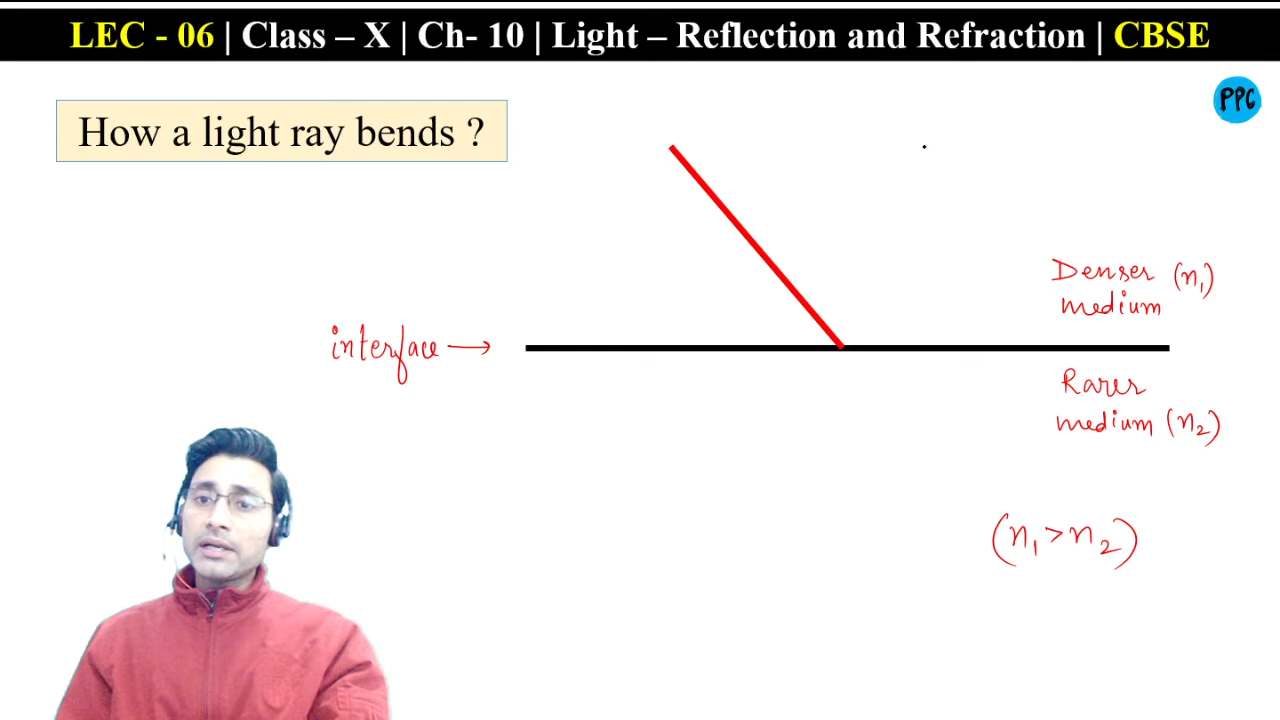 LEC - 06 | Class – X | Ch- 10 | Light – Reflection and Refraction | CBSE
PPC
How a light ray bends ?
Denser (n₁)
medium
interface →
Rarer
medium (n₂)
(n₁ > n₂)